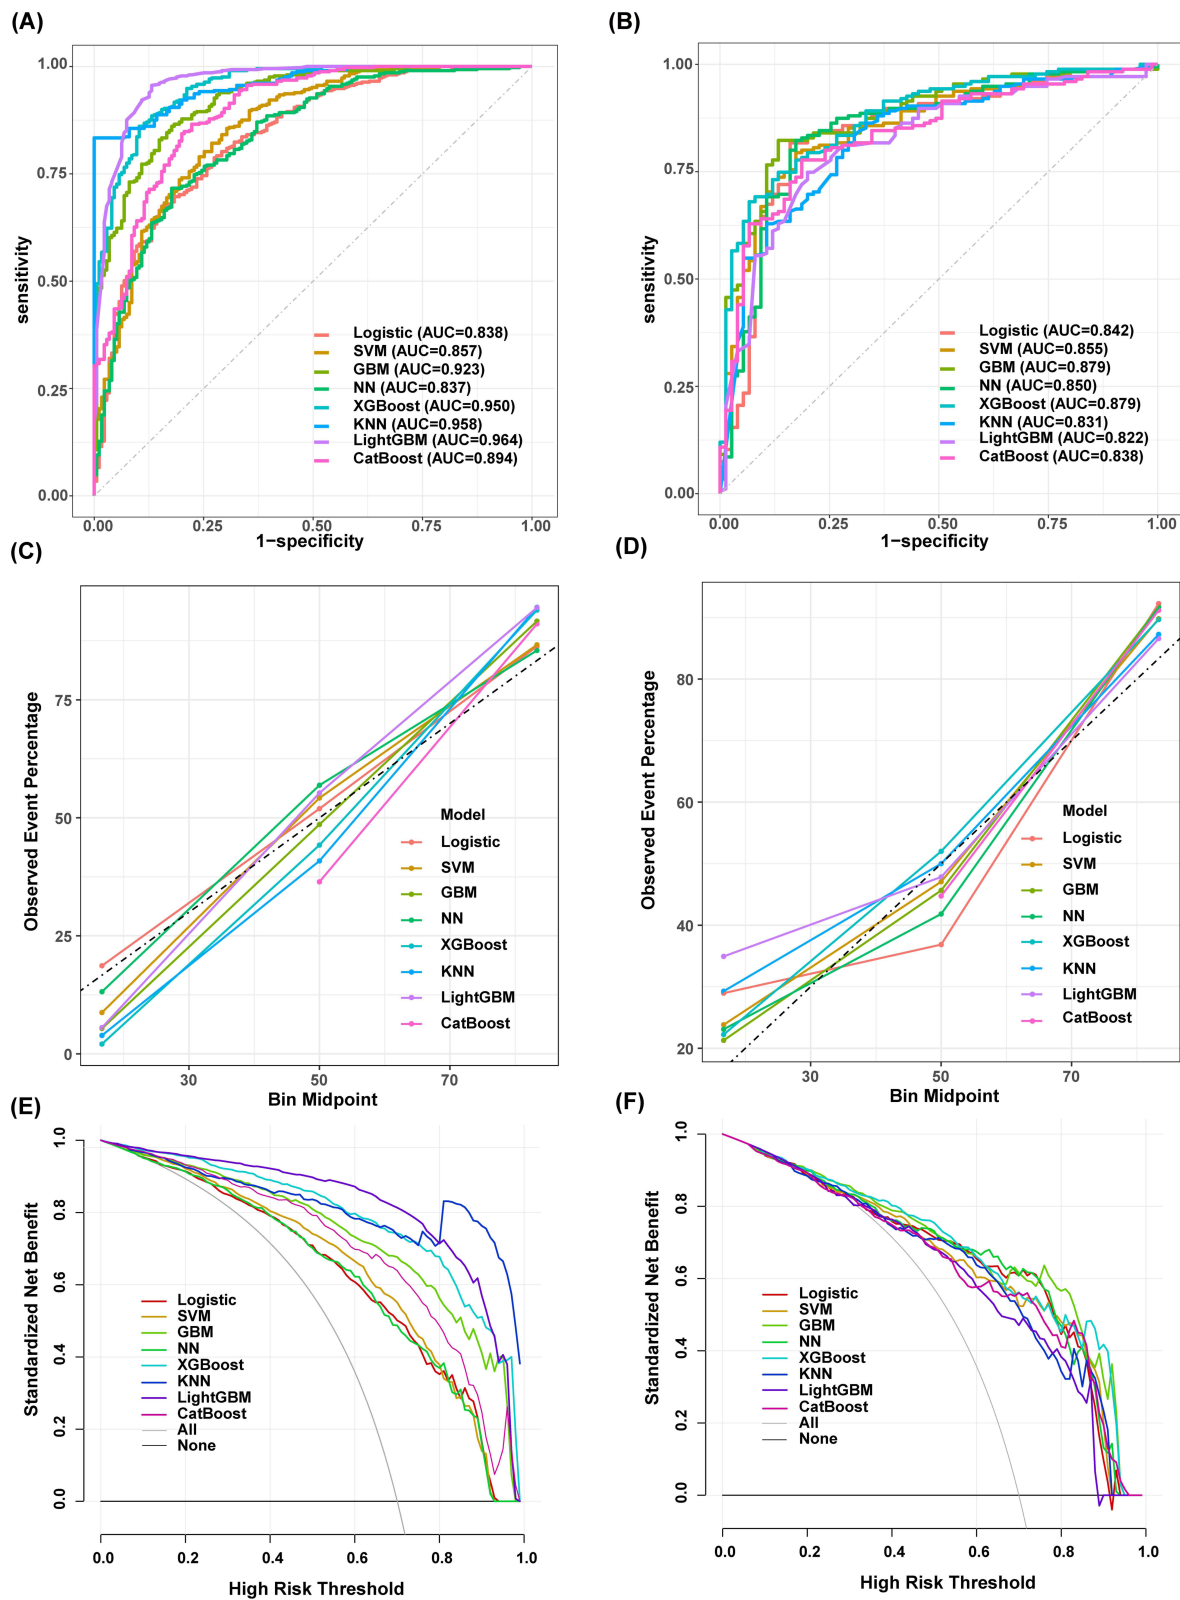 (A)
1.00
0.75
0.50
0.25
0.00
sensitivity
Logistic (AUC=0.838)
SVM (AUC=0.857)
GBM (AUC=0.923)
NN (AUC=0.837)
XGBoost (AUC=0.950)
KNN (AUC=0.958)
LightGBM (AUC=0.964)
CatBoost (AUC=0.894)
0.00 0.25 0.50 0.75 1.00
1−specificity
(B)
1.00
0.75
0.50
0.25
0.00
sensitivity
Logistic (AUC=0.842)
SVM (AUC=0.855)
GBM (AUC=0.879)
NN (AUC=0.850)
XGBoost (AUC=0.879)
KNN (AUC=0.831)
LightGBM (AUC=0.822)
CatBoost (AUC=0.838)
0.00 0.25 0.50 0.75 1.00
1−specificity
(C)
75
50
25
0
Observed Event Percentage
Model
Logistic
SVM
GBM
NN
XGBoost
KNN
LightGBM
CatBoost
30 50 70
Bin Midpoint
(D)
80
60
40
20
Observed Event Percentage
Model
Logistic
SVM
GBM
NN
XGBoost
KNN
LightGBM
CatBoost
30 50 70
Bin Midpoint
(E)
1.0
0.8
0.6
0.4
0.2
0.0
Standardized Net Benefit
Logistic
SVM
GBM
NN
XGBoost
KNN
LightGBM
CatBoost
All
None
0.0 0.2 0.4 0.6 0.8 1.0
High Risk Threshold
(F)
1.0
0.8
0.6
0.4
0.2
0.0
Standardized Net Benefit
Logistic
SVM
GBM
NN
XGBoost
KNN
LightGBM
CatBoost
All
None
0.0 0.2 0.4 0.6 0.8 1.0
High Risk Threshold